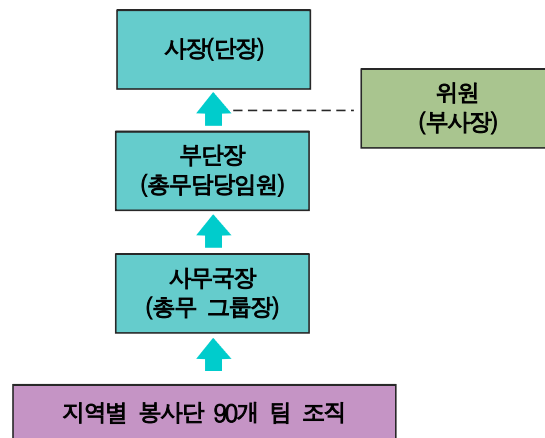 사장(단장)
위원
(부사장)
부단장
(총무담당임원)
사무국장
(총무 그룹장)
지역별 봉사단 90개 팀 조직